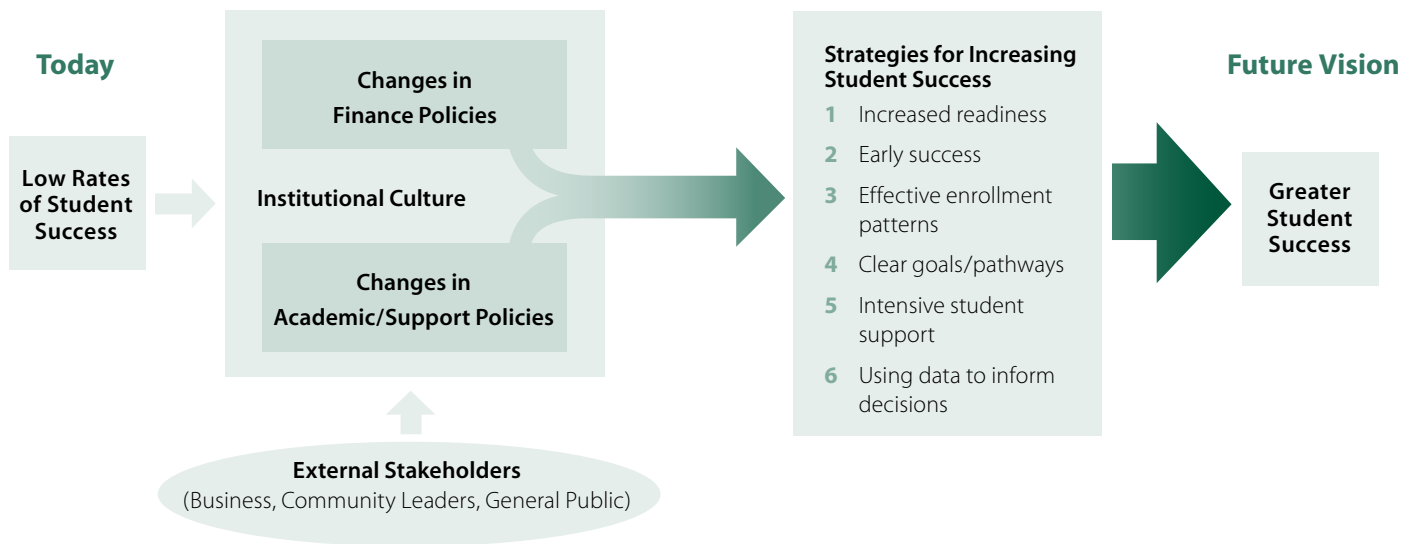 Today
Low Rates
of Student
Success
Changes in
Finance Policies
Institutional Culture
Changes in
Academic/Support Policies
External Stakeholders
(Business, Community Leaders, General Public)
Strategies for Increasing
Student Success
1 Increased readiness
2 Early success
3 Effective enrollment
patterns
4 Clear goals/pathways
5 Intensive student
support
6 Using data to inform
decisions
Future Vision
Greater
Student
Success